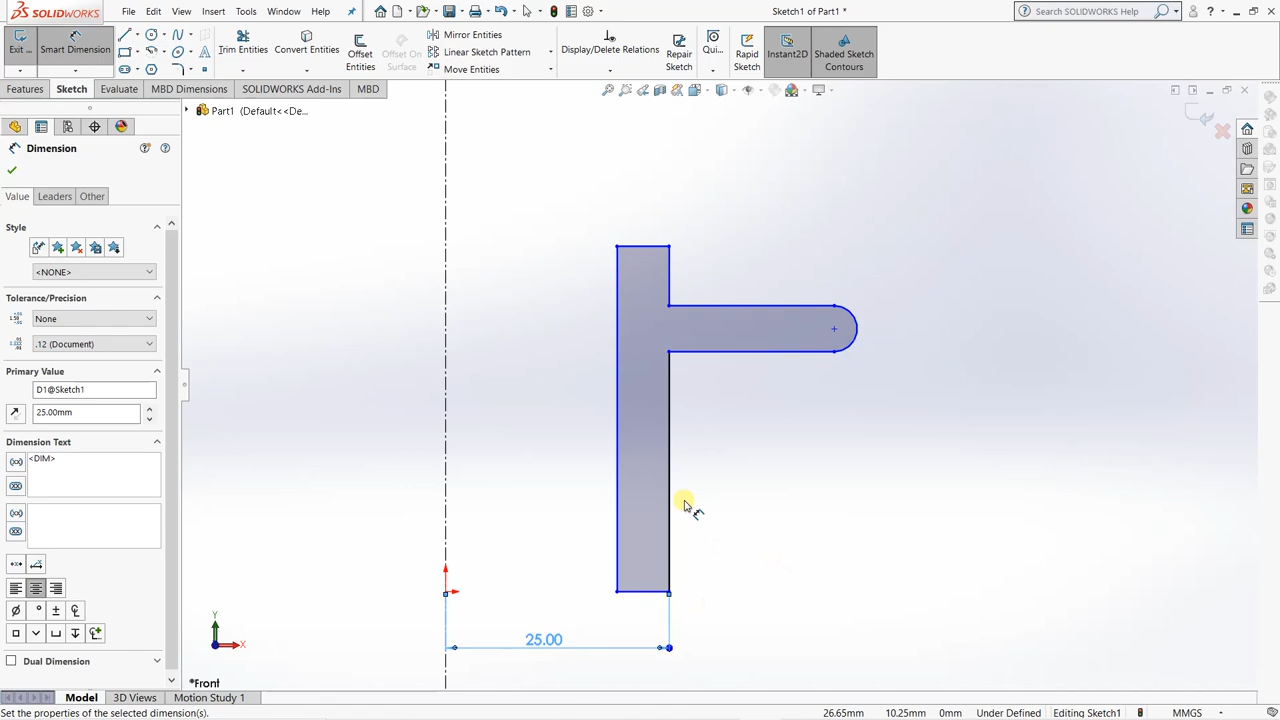 SOLIDWORKS
File Edit View Insert Tools Window Help
Sketch1 of Part1 *
Search SOLIDWORKS Help
Exit ...
Smart Dimension
Trim Entities
Convert Entities
Offset Entities
Offset On Surface
Mirror Entities
Linear Sketch Pattern
Move Entities
Display/Delete Relations
Repair Sketch
Qui...
Rapid Sketch
Instant2D
Shaded Sketch Contours
Features Sketch Evaluate MBD Dimensions SOLIDWORKS Add-Ins MBD
Part1 (Default<<De...
Dimension
Value Leaders Other
Style
<NONE>
Tolerance/Precision
None
.12 (Document)
Primary Value
D1@Sketch1
25.00mm
Dimension Text
<DIM>
Dual Dimension
25.00
Y
X
*Front
Model 3D Views Motion Study 1
Set the properties of the selected dimension(s).
26.65mm 10.25mm 0mm Under Defined Editing Sketch1 MMGS